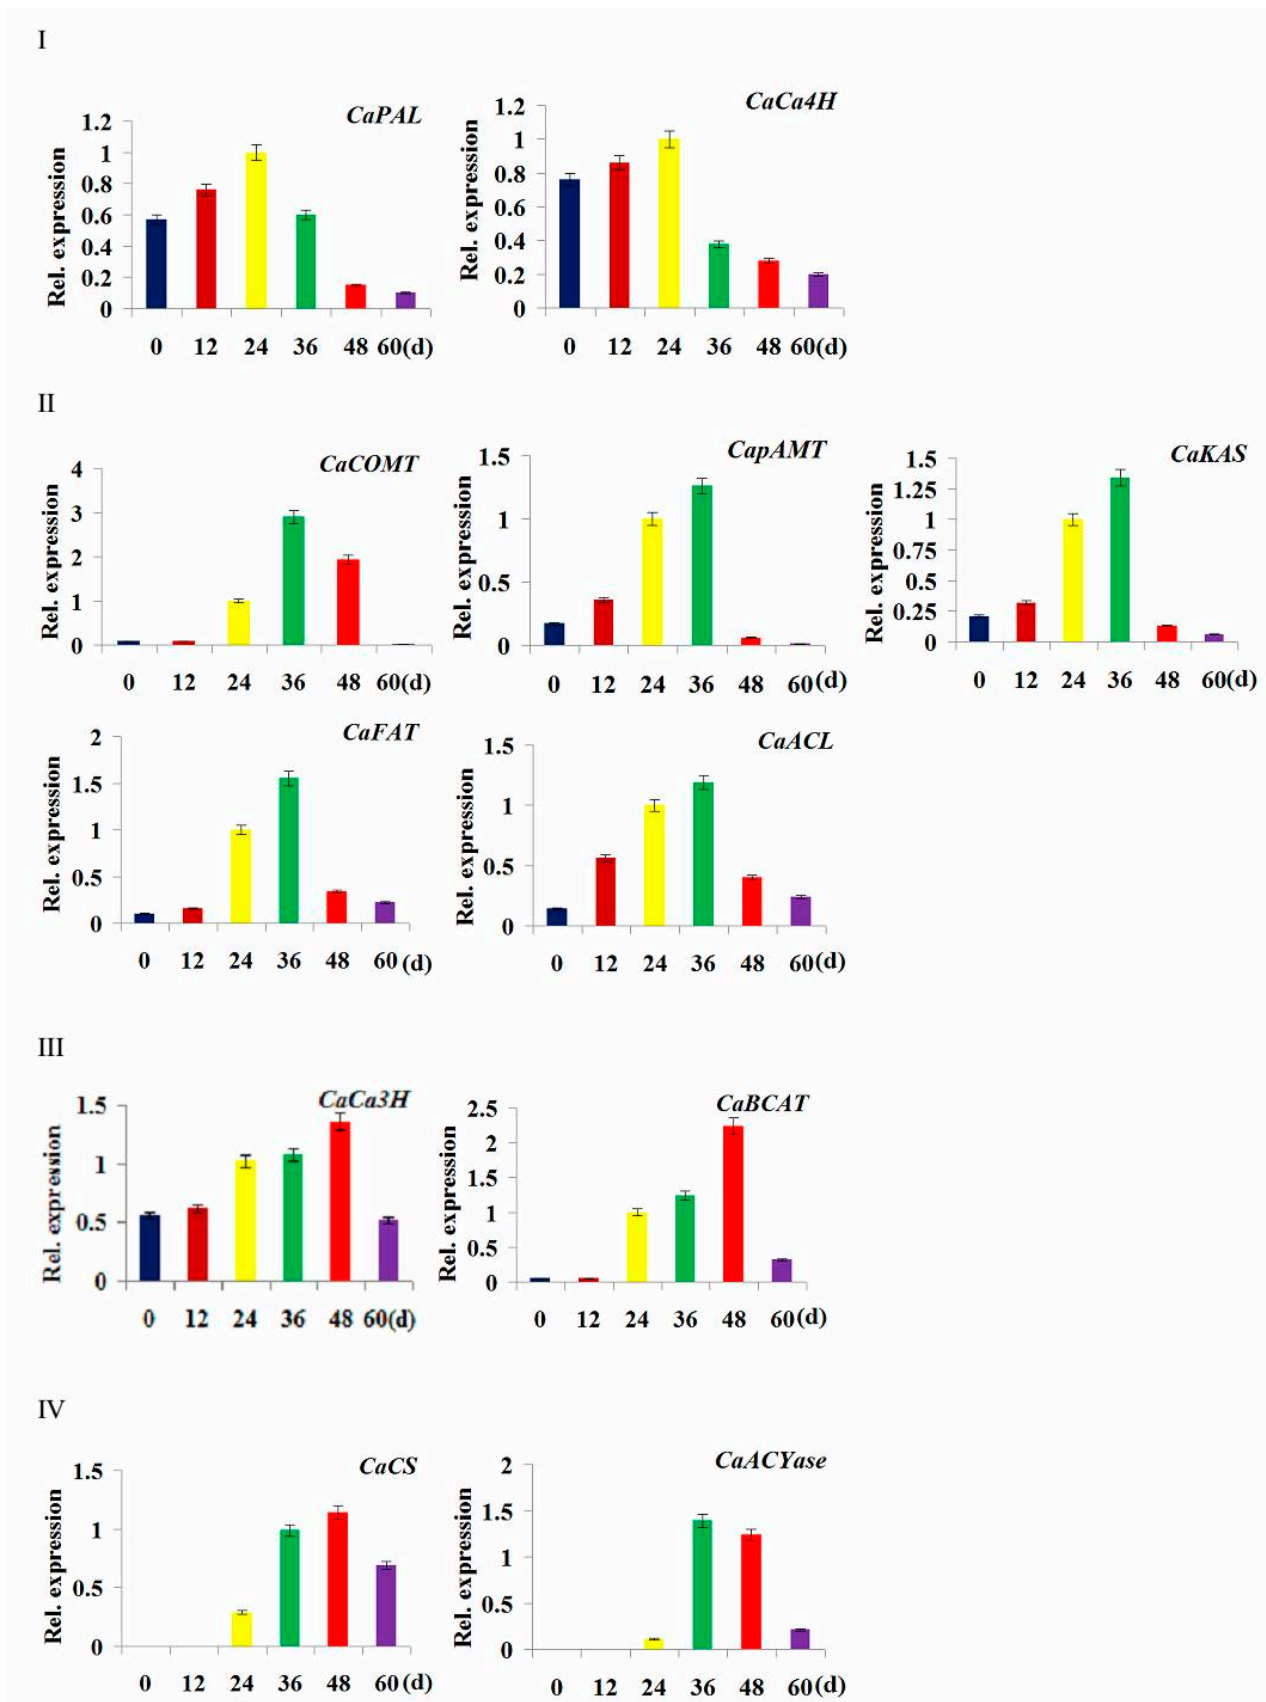 I
CaPAL
Rel. expression
1.2
1
0.8
0.6
0.4
0.2
0
0 12 24 36 48 60(d)
CaCa4H
Rel. expression
1.2
1
0.8
0.6
0.4
0.2
0
0 12 24 36 48 60(d)
II
CaCOMT
Rel. expression
4
3
2
1
0
0 12 24 36 48 60(d)
CapAMT
Rel. expression
1.5
1
0.5
0
0 12 24 36 48 60(d)
CaKAS
Rel. expression
1.5
1.25
1
0.75
0.5
0.25
0
0 12 24 36 48 60(d)
CaFAT
Rel. expression
2
1.5
1
0.5
0
0 12 24 36 48 60 (d)
CaACL
Rel. expression
1.5
1
0.5
0
0 12 24 36 48 60(d)
III
CaCa3H
Rel. expression
1.5
1
0.5
0
0 12 24 36 48 60(d)
CaBCAT
Rel. expression
2.5
2
1.5
1
0.5
0
0 12 24 36 48 60(d)
IV
CaCS
Rel. expression
1.5
1
0.5
0
0 12 24 36 48 60(d)
CaACYase
Rel. expression
2
1.5
1
0.5
0
0 12 24 36 48 60(d)